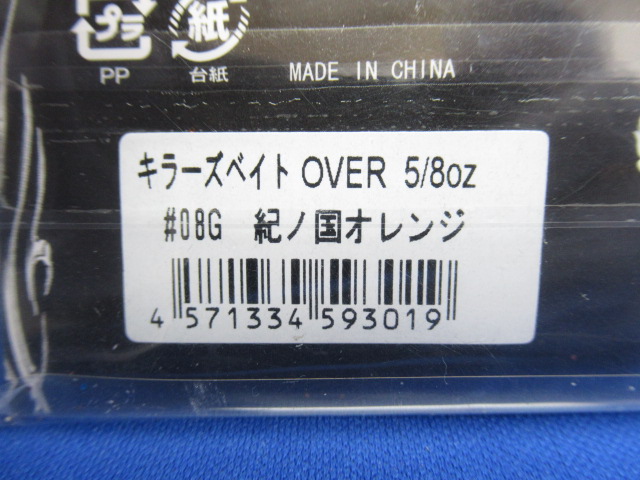 プラ
紙
PP
台紙
MADE IN CHINA
キラーズベイト OVER 5/8oz
#08G 紀ノ国オレンジ
4 571334 593019